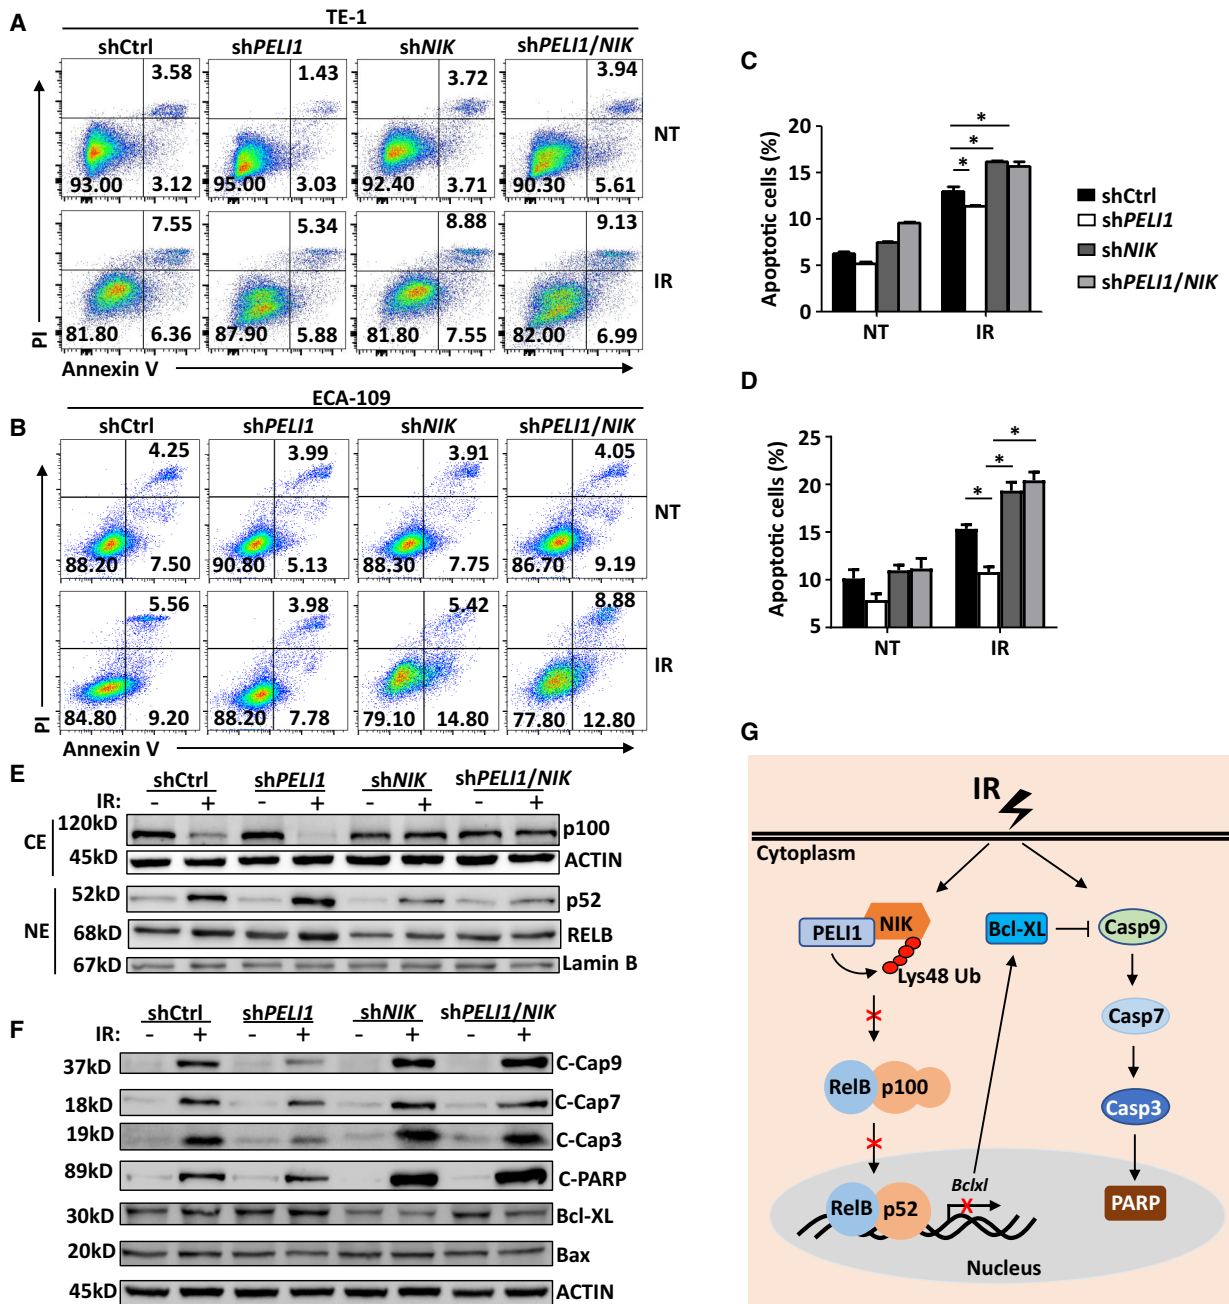 A
TE-1
shCtrl shPELI1 shNIK shPELI1/NIK
3.58 1.43 3.72 3.94
NT
93.00 3.12 95.00 3.03 92.40 3.71 90.30 5.61
7.55 5.34 8.88 9.13
IR
81.80 6.36 87.90 5.88 81.80 7.55 82.00 6.99
PI
Annexin V
B
ECA-109
shCtrl shPELI1 shNIK shPELI1/NIK
4.25 3.99 3.91 4.05
NT
88.20 7.50 90.80 5.13 88.30 7.75 86.70 9.19
5.56 3.98 5.42 8.88
IR
84.80 9.20 88.20 7.78 79.10 14.80 77.80 12.80
PI
Annexin V
C
Apoptotic cells (%)
20
15
10
5
0
* * *
NT IR
shCtrl
shPELI1
shNIK
shPELI1/NIK
D
Apoptotic cells (%)
25
20
15
10
5
* * *
NT IR
E
shCtrl shPELI1 shNIK shPELI1/NIK
IR: - + - + - + - +
CE
120kD p100
45kD ACTIN
NE
52kD p52
68kD RELB
67kD Lamin B
F
shCtrl shPELI1 shNIK shPELI1/NIK
IR: - + - + - + - +
37kD C-Cap9
18kD C-Cap7
19kD C-Cap3
89kD C-PARP
30kD Bcl-XL
20kD Bax
45kD ACTIN
G
IR
Cytoplasm
PELI1 NIK
Lys48 Ub
Bcl-XL
Casp9
Casp7
RelB p100
Casp3
RelB p52
Bclxl
PARP
Nucleus